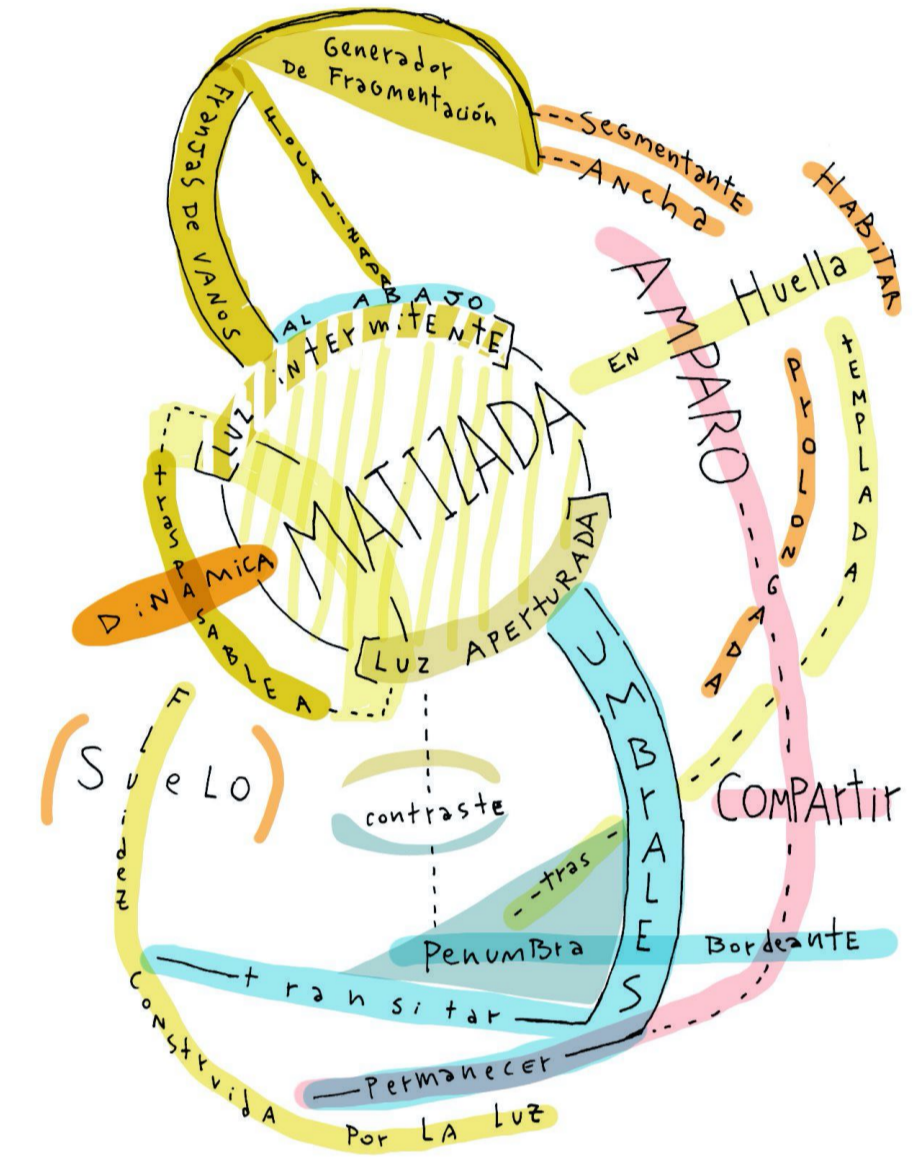 Generador
De Fragmentación
Franjas De VANOS
FOCALiZADA
--- SeGmentantE
--- ANcha
HABiTAR
AL ABAJO
LUZ iNTErmiTENTE
MATIZADA
EN Huella
AMPARO
PrOLONGADA
tEMPLADA
trasPASABLE A
DiNAMiCA
LUZ APERTURADA
UMBrALES
FLuidez
(SueLO)
contraste
COMPArtir
--tras
PenumBra Bordeante
transitar
Permanecer
ConstruidA Por LA LUZ